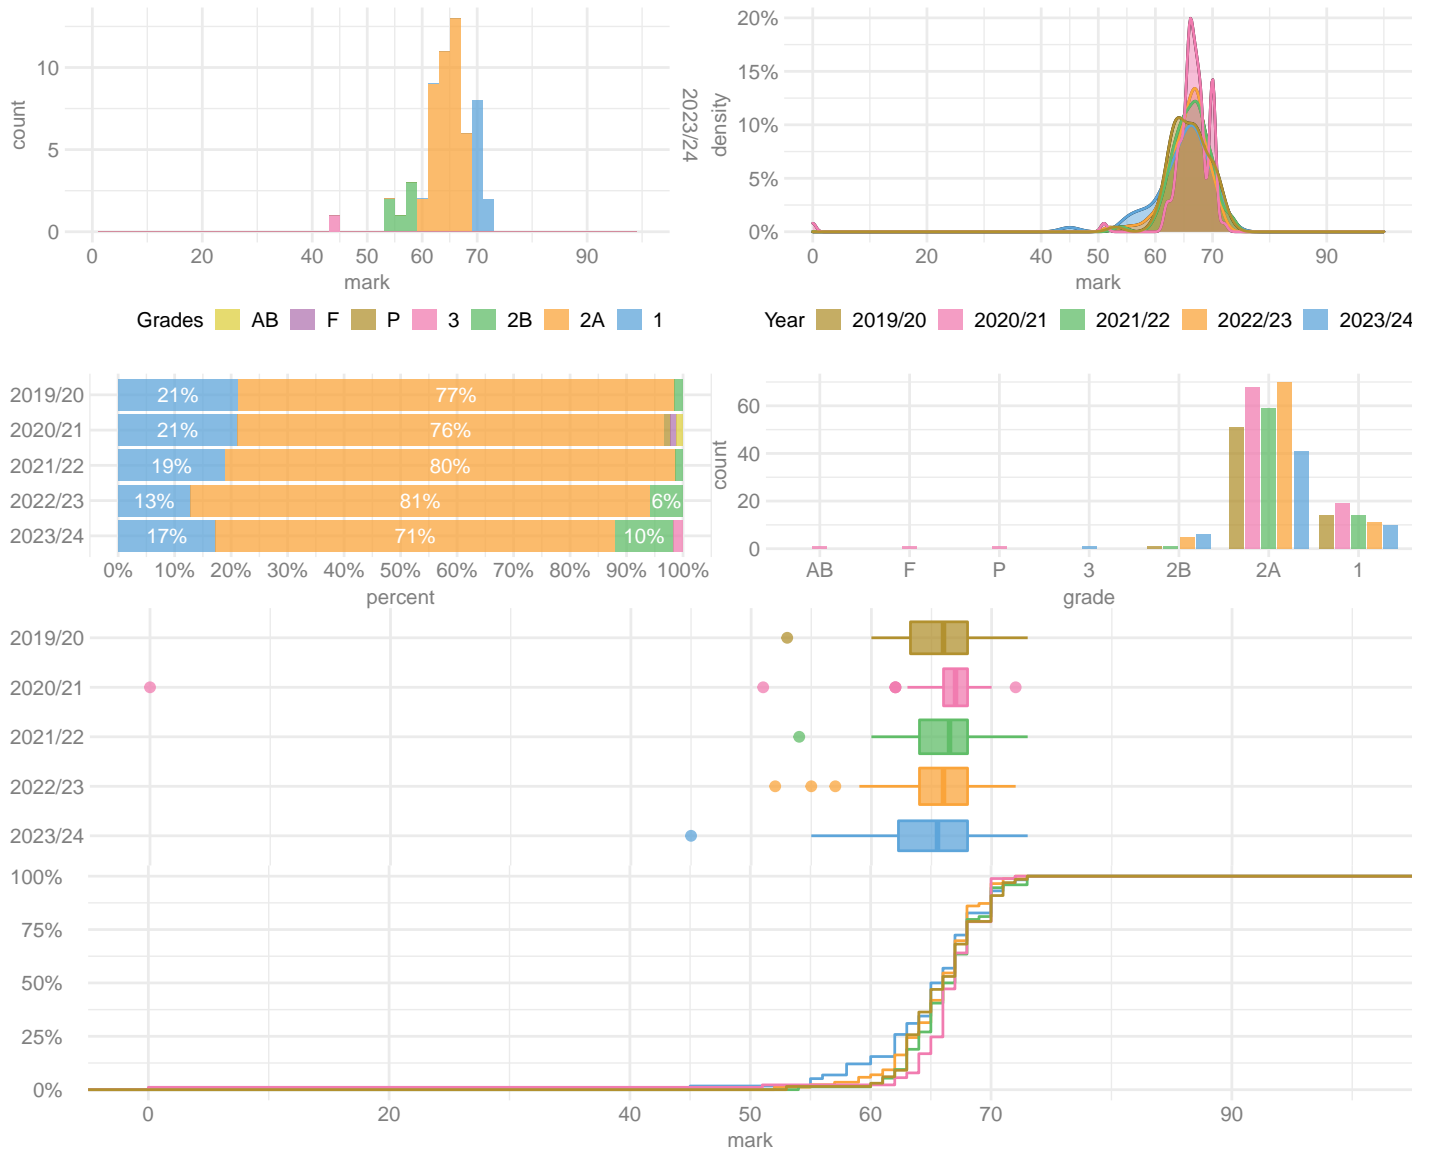 10
5
0
count
0 20 40 50 60 70 90
mark
2023/24
20%
15%
10%
5%
0%
density
0 20 40 50 60 70 90
mark
Grades AB F P 3 2B 2A 1
Year 2019/20 2020/21 2021/22 2022/23 2023/24
2019/20 21% 77%
2020/21 21% 76%
2021/22 19% 80%
2022/23 13% 81% 6%
2023/24 17% 71% 10%
0% 10% 20% 30% 40% 50% 60% 70% 80% 90% 100%
percent
60
40
20
0
count
AB F P 3 2B 2A 1
grade
2019/20
2020/21
2021/22
2022/23
2023/24
100%
75%
50%
25%
0%
0 20 40 50 60 70 90
mark